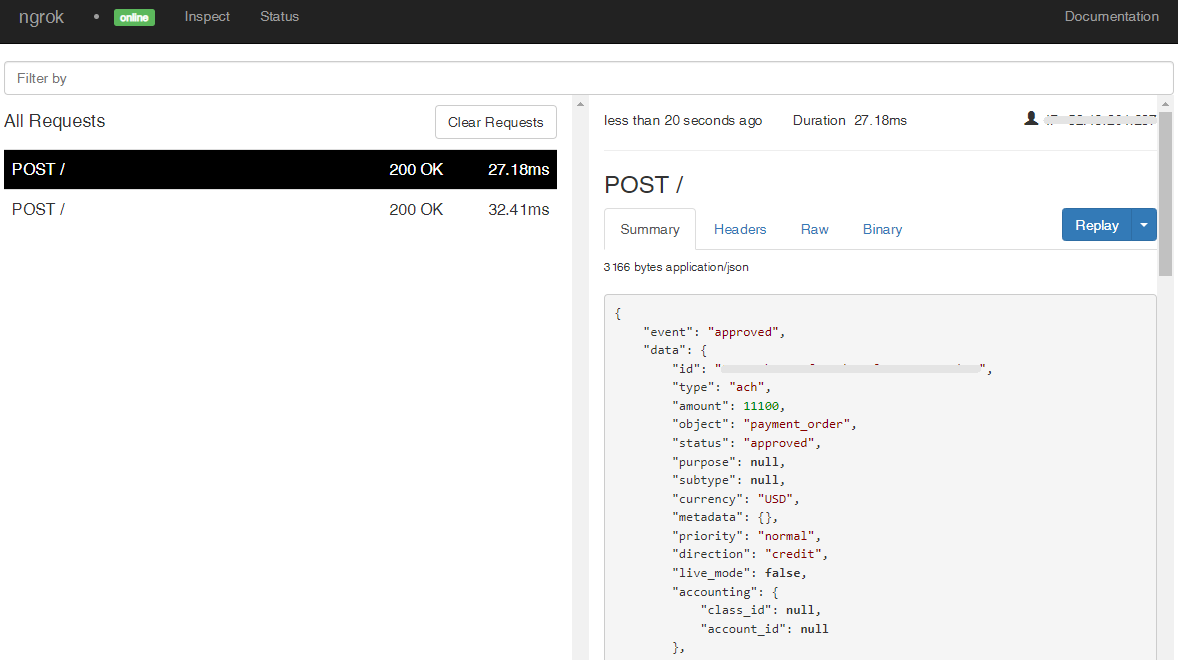 ngrok online Inspect Status Documentation
Filter by
All Requests Clear Requests
POST / 200 OK 27.18ms
POST / 200 OK 32.41ms
less than 20 seconds ago Duration 27.18ms
POST /
Summary Headers Raw Binary Replay
3166 bytes application/json
{
"event": "approved",
"data": {
"id": "",
"type": "ach",
"amount": 11100,
"object": "payment_order",
"status": "approved",
"purpose": null,
"subtype": null,
"currency": "USD",
"metadata": {},
"priority": "normal",
"direction": "credit",
"live_mode": false,
"accounting": {
"class_id": null,
"account_id": null
},